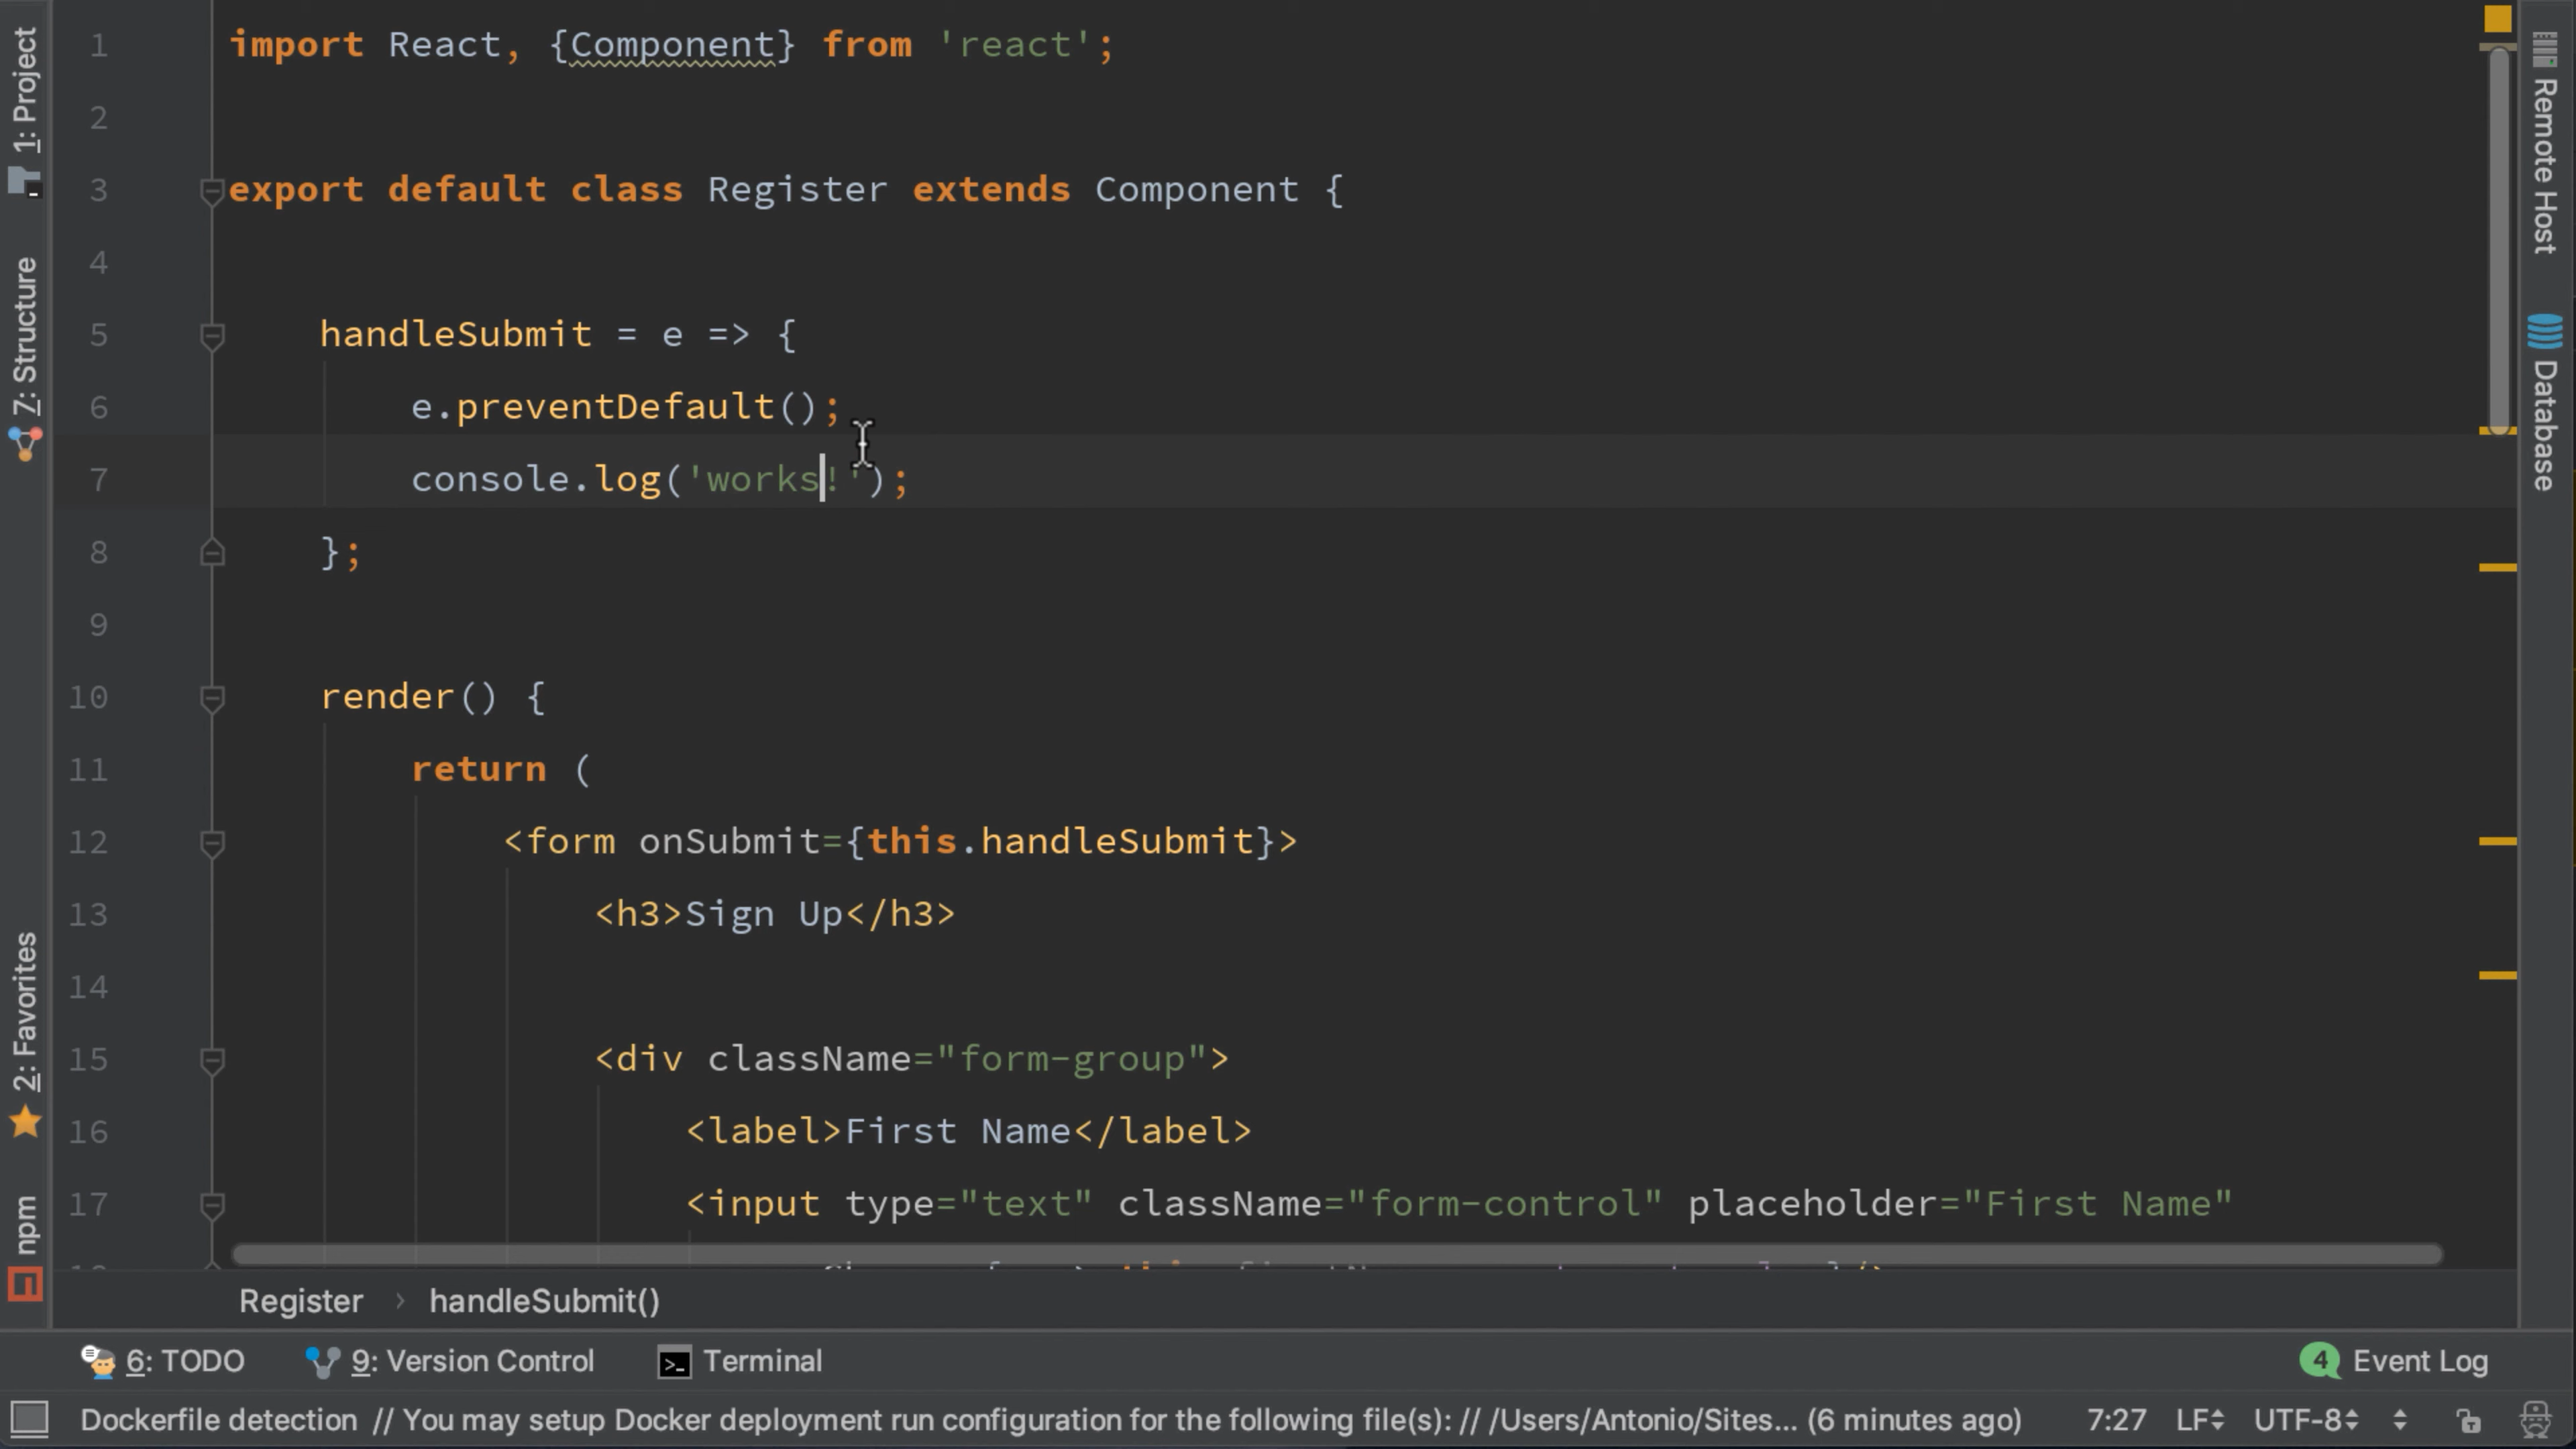 1 import React, {Component} from 'react';
2
3 export default class Register extends Component {
4
5 handleSubmit = e => {
6 e.preventDefault();
7 console.log('works!');
8 };
9
10 render() {
11 return (
12 <form onSubmit={this.handleSubmit}>
13 <h3>Sign Up</h3>
14
15 <div className="form-group">
16 <label>First Name</label>
17 <input type="text" className="form-control" placeholder="First Name"
Register › handleSubmit()
6: TODO 9: Version Control Terminal 4 Event Log
Dockerfile detection // You may setup Docker deployment run configuration for the following file(s): // /Users/Antonio/Sites... (6 minutes ago) 7:27 LF UTF-8
1: Project
7: Structure
2: Favorites
npm
Remote Host
Database